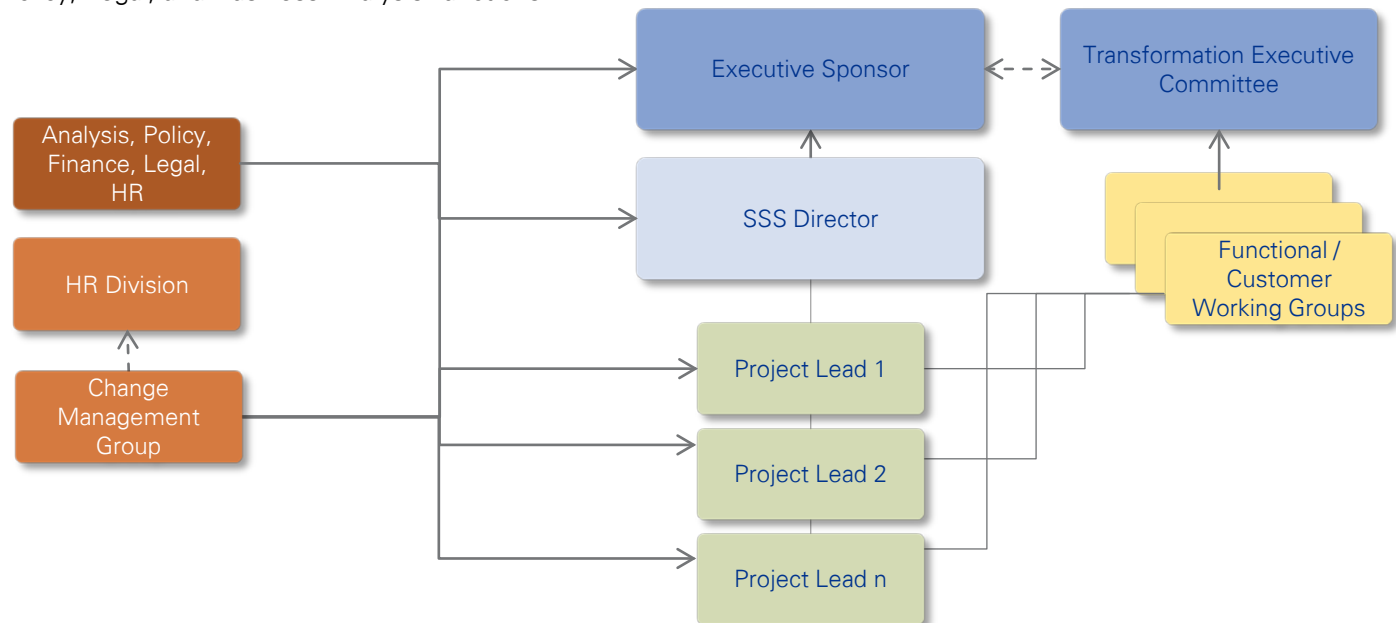 Executive Sponsor
Transformation Executive
Committee
Analysis, Policy,
Finance, Legal,
HR
SSS Director
HR Division
Functional /
Customer
Working Groups
Project Lead 1
Change
Management
Group
Project Lead 2
Project Lead n